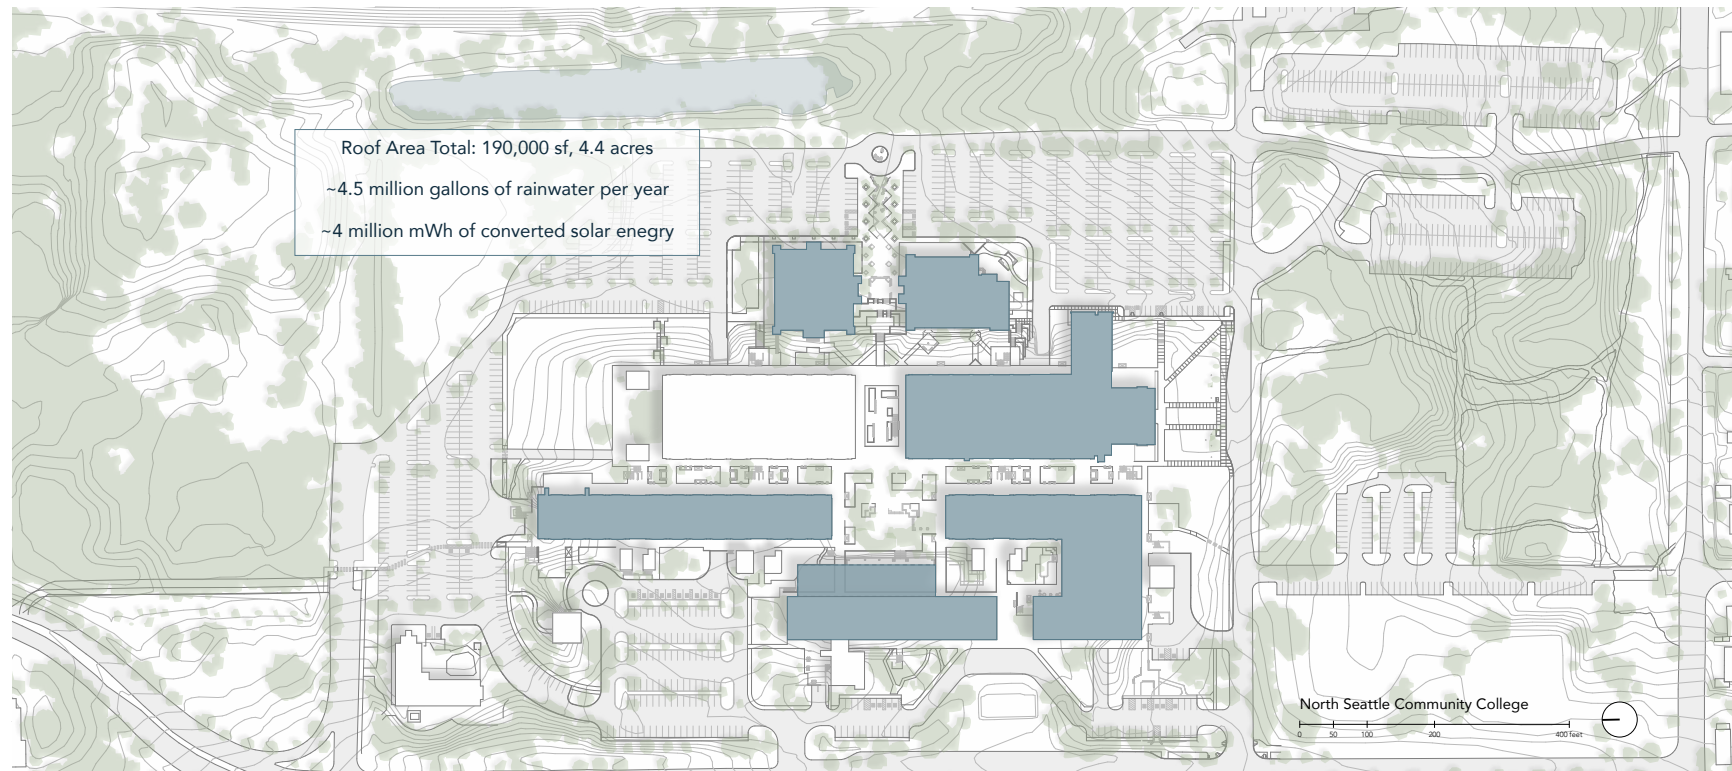 Roof Area Total: 190,000 sf, 4.4 acres
~4.5 million gallons of rainwater per year
~4 million mWh of converted solar enegry
North Seattle Community College
0 50 100 200 400 feet